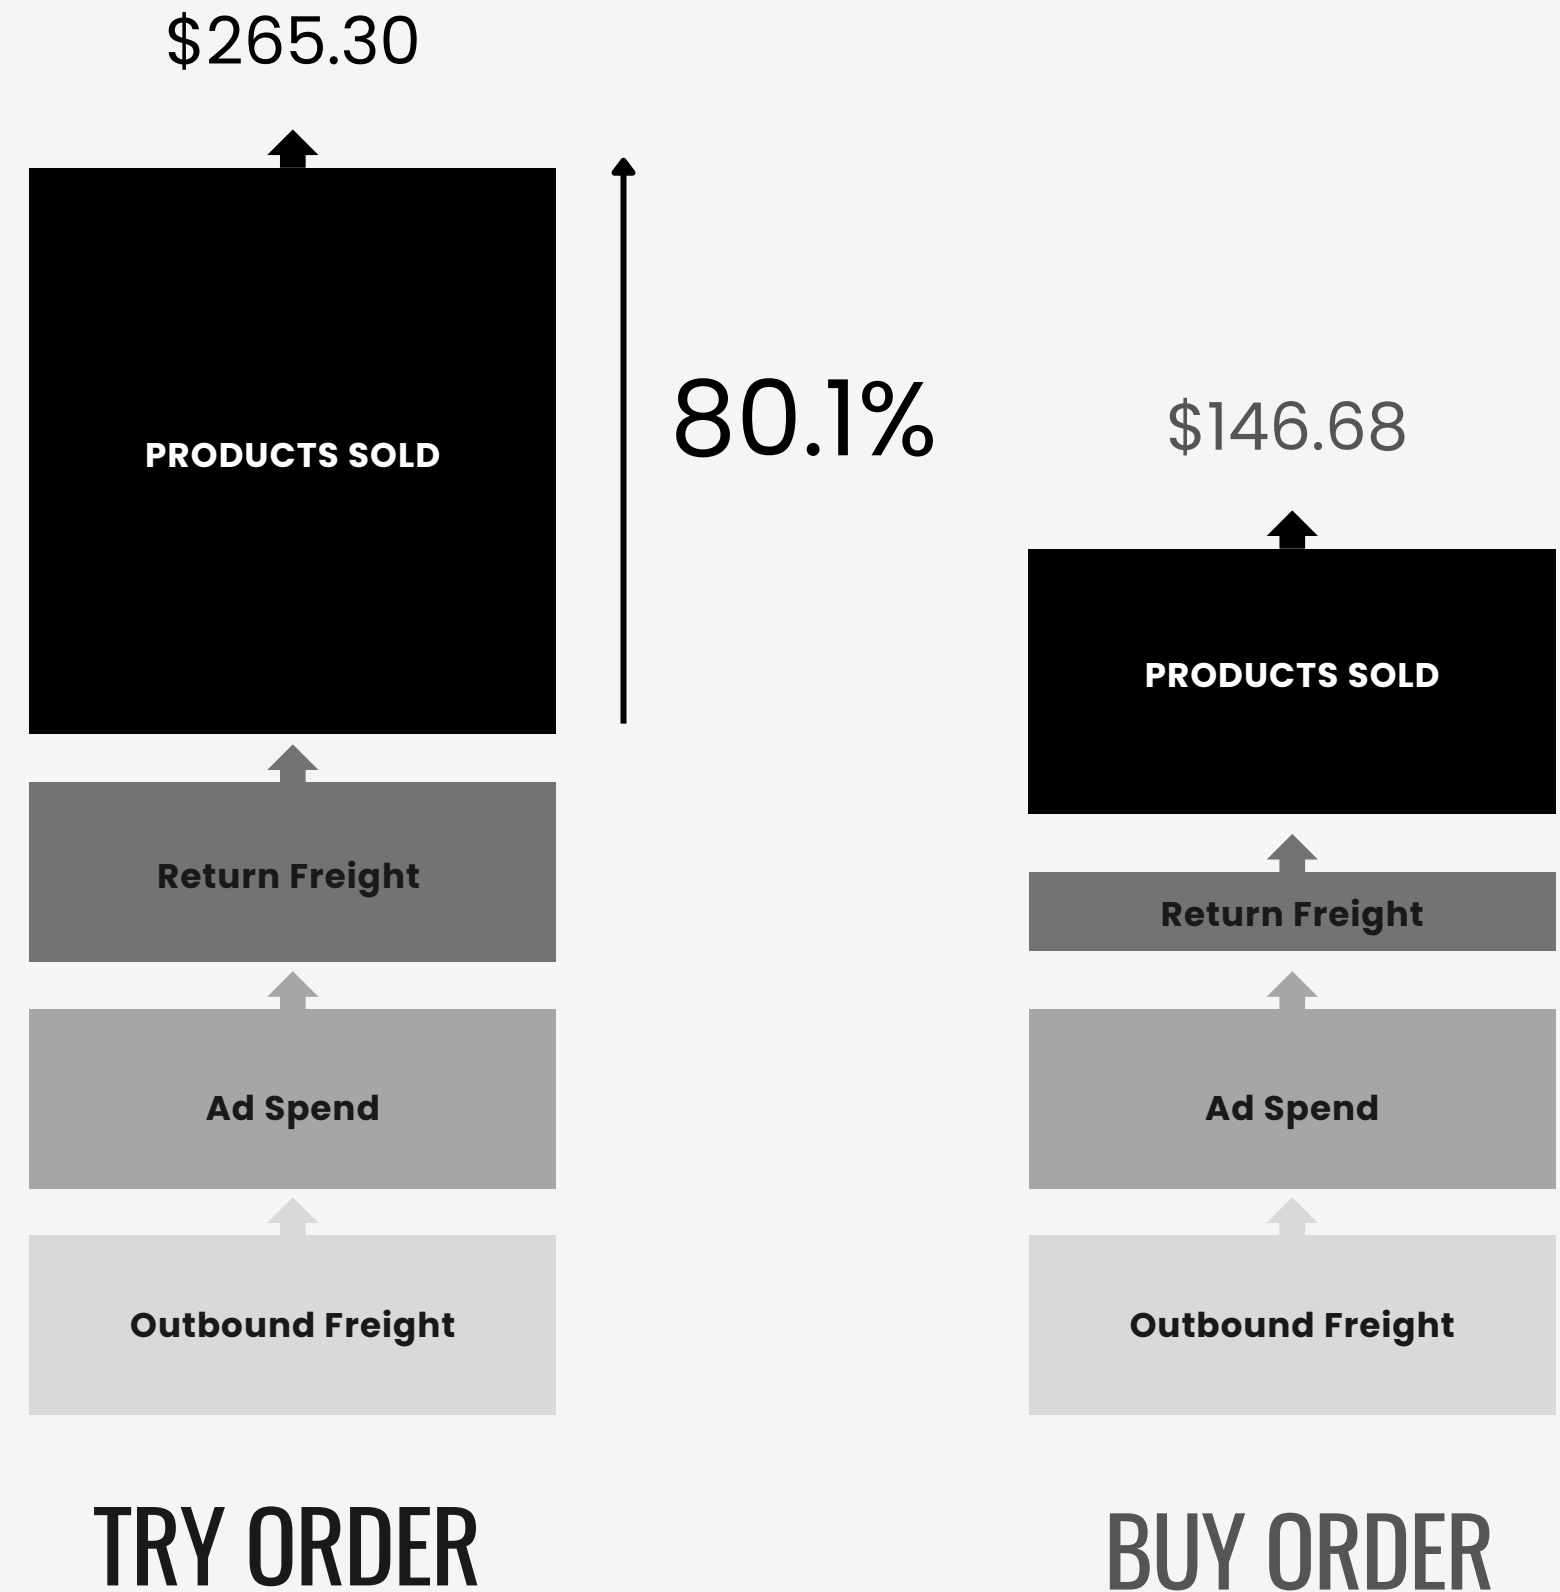 $265.30
PRODUCTS SOLD
Return Freight
Ad Spend
Outbound Freight
TRY ORDER
80.1%
$146.68
PRODUCTS SOLD
Return Freight
Ad Spend
Outbound Freight
BUY ORDER